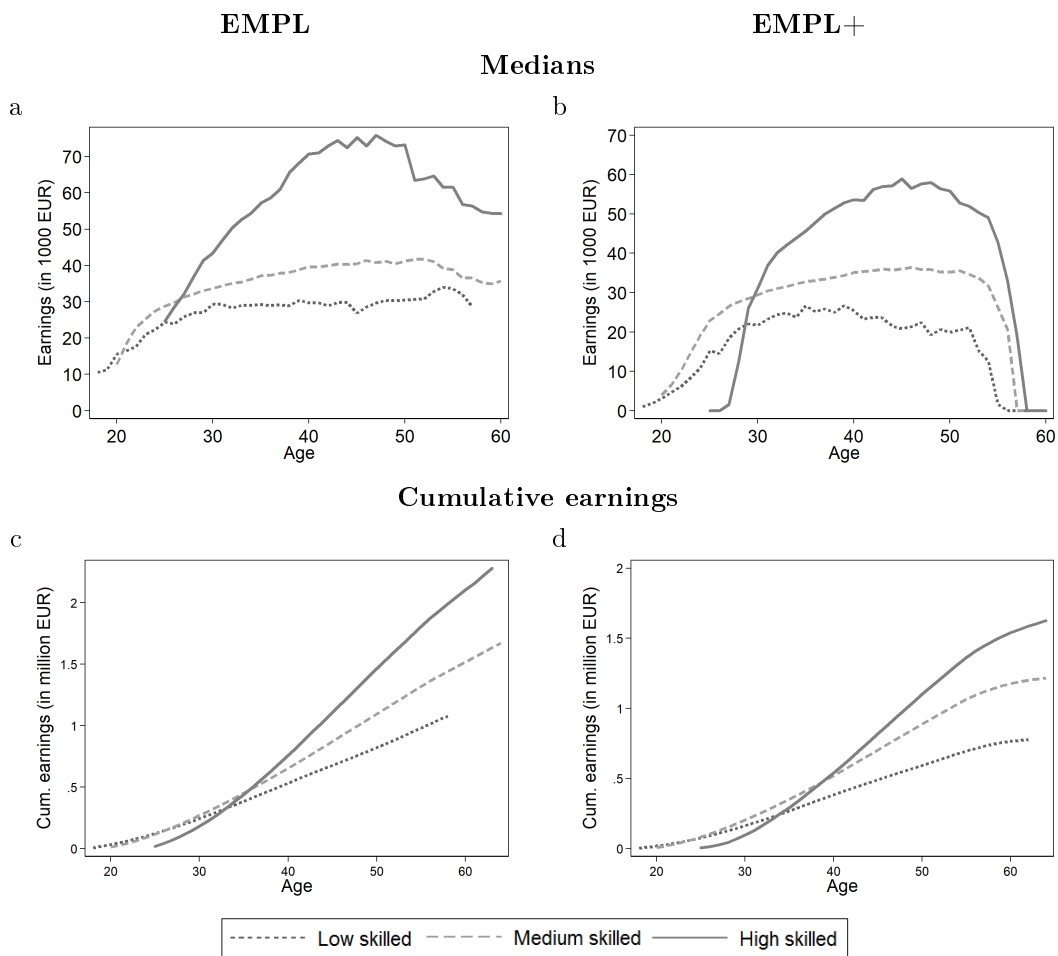 EMPL
EMPL+
Medians
a
b
Earnings (in 1000 EUR)
70
60
50
40
30
20
10
0
20
30
40
50
60
Age
Earnings (in 1000 EUR)
70
60
50
40
30
20
10
0
20
30
40
50
60
Age
Cumulative earnings
c
d
Cum. earnings (in million EUR)
2
1.5
1
.5
0
20
30
40
50
60
Age
Cum. earnings (in million EUR)
2
1.5
1
.5
0
20
30
40
50
60
Age
Low skilled
Medium skilled
High skilled